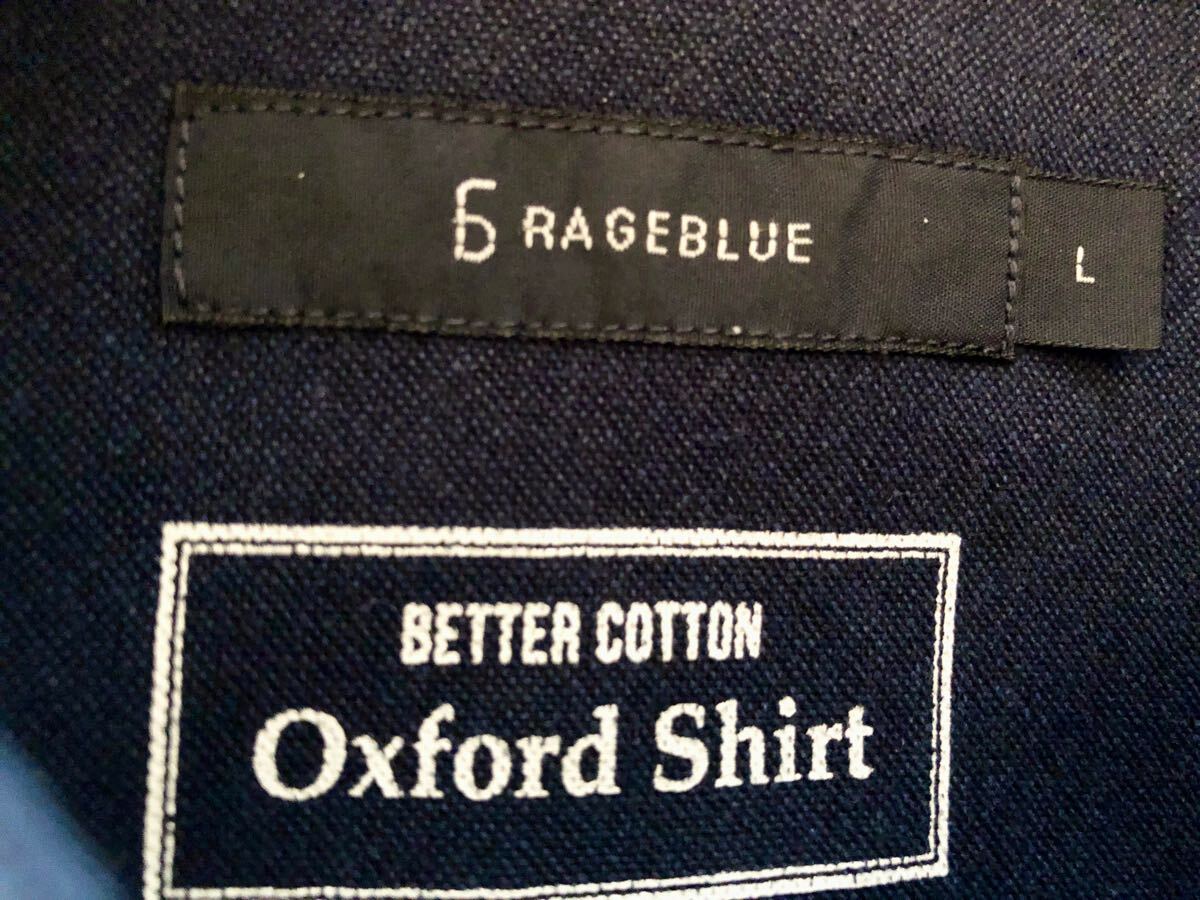 RAGEBLUE
L
BETTER COTTON
Oxford Shirt